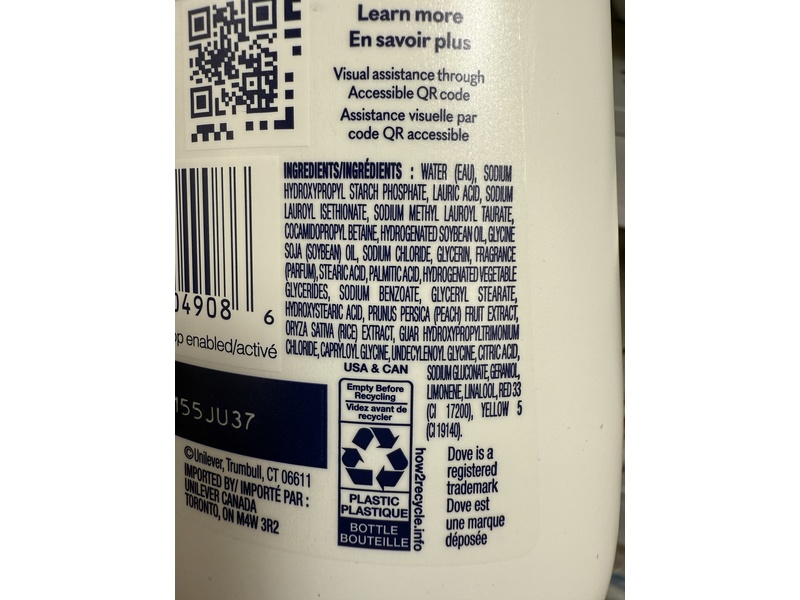 Learn more
En savoir plus
Visual assistance through
Accessible QR code
Assistance visuelle par
code QR accessible
INGREDIENTS/INGRÉDIENTS : WATER (EAU), SODIUM
HYDROXYPROPYL STARCH PHOSPHATE, LAURIC ACID, SODIUM
LAUROYL ISETHIONATE, SODIUM METHYL LAUROYL TAURATE,
COCAMIDOPROPYL BETAINE, HYDROGENATED SOYBEAN OIL, GLYCINE
SOJA (SOYBEAN) OIL, SODIUM CHLORIDE, GLYCERIN, FRAGRANCE
(PARFUM), STEARIC ACID, PALMITIC ACID, HYDROGENATED VEGETABLE
GLYCERIDES, SODIUM BENZOATE, GLYCERYL STEARATE,
HYDROXYSTEARIC ACID, PRUNUS PERSICA (PEACH) FRUIT EXTRACT,
ORYZA SATIVA (RICE) EXTRACT, GUAR HYDROXYPROPYLTRIMONIUM
CHLORIDE, CAPRYLOYL GLYCINE, UNDECYLENOYL GLYCINE, CITRIC ACID,
SODIUM GLUCONATE, GERANIOL,
LIMONENE, LINALOOL, RED 33
(CI 17200), YELLOW 5
(CI 19140).
04908 6
pp enabled/activé
155JU37
©Unilever, Trumbull, CT 06611
IMPORTED BY/ IMPORTÉ PAR :
UNILEVER CANADA
TORONTO, ON M4W 3R2
USA & CAN
Empty Before
Recycling
Videz avant de
recycler
PLASTIC
PLASTIQUE
BOTTLE
BOUTEILLE
how2recycle.info
Dove is a
registered
trademark
Dove est
une marque
déposée